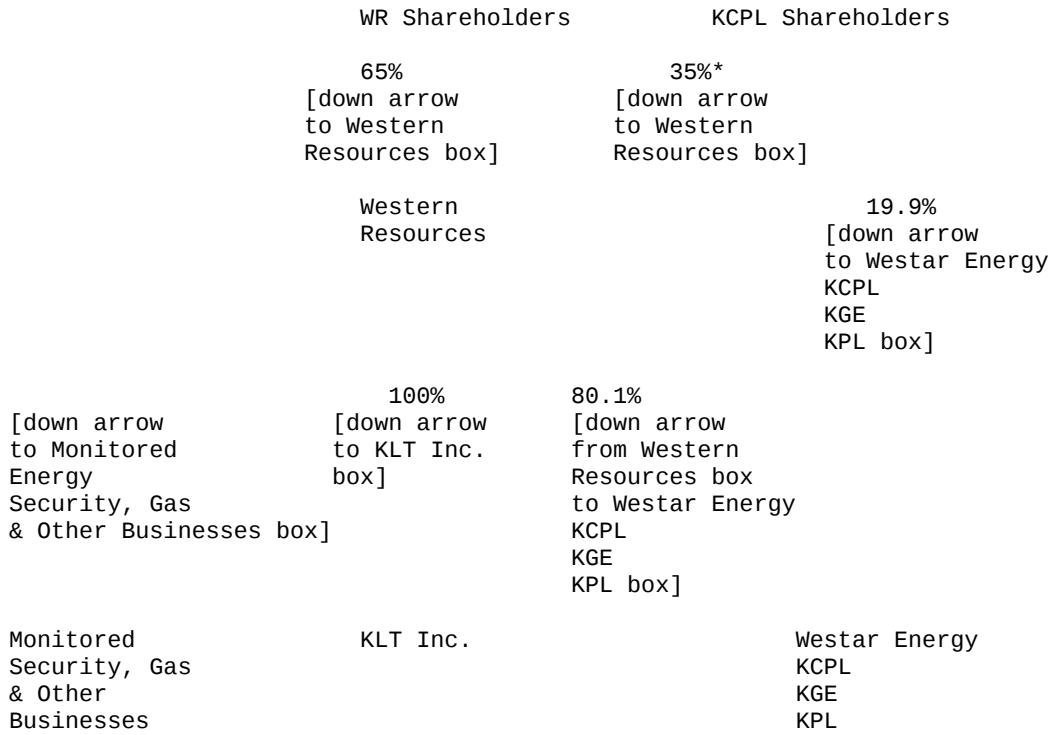 WR Shareholders KCPL Shareholders
65% 35%*
[down arrow [down arrow
to Western to Western
Resources box] Resources box]
Western 19.9%
Resources [down arrow
to Westar Energy
KCPL
KGE
KPL box]
100% 80.1%
[down arrow [down arrow [down arrow
to Monitored to KLT Inc. from Western
Energy box] Resources box
Security, Gas to Westar Energy
& Other Businesses box] KCPL
KGE
KPL box]
Monitored KLT Inc. Westar Energy
Security, Gas KCPL
& Other KGE
Businesses KPL